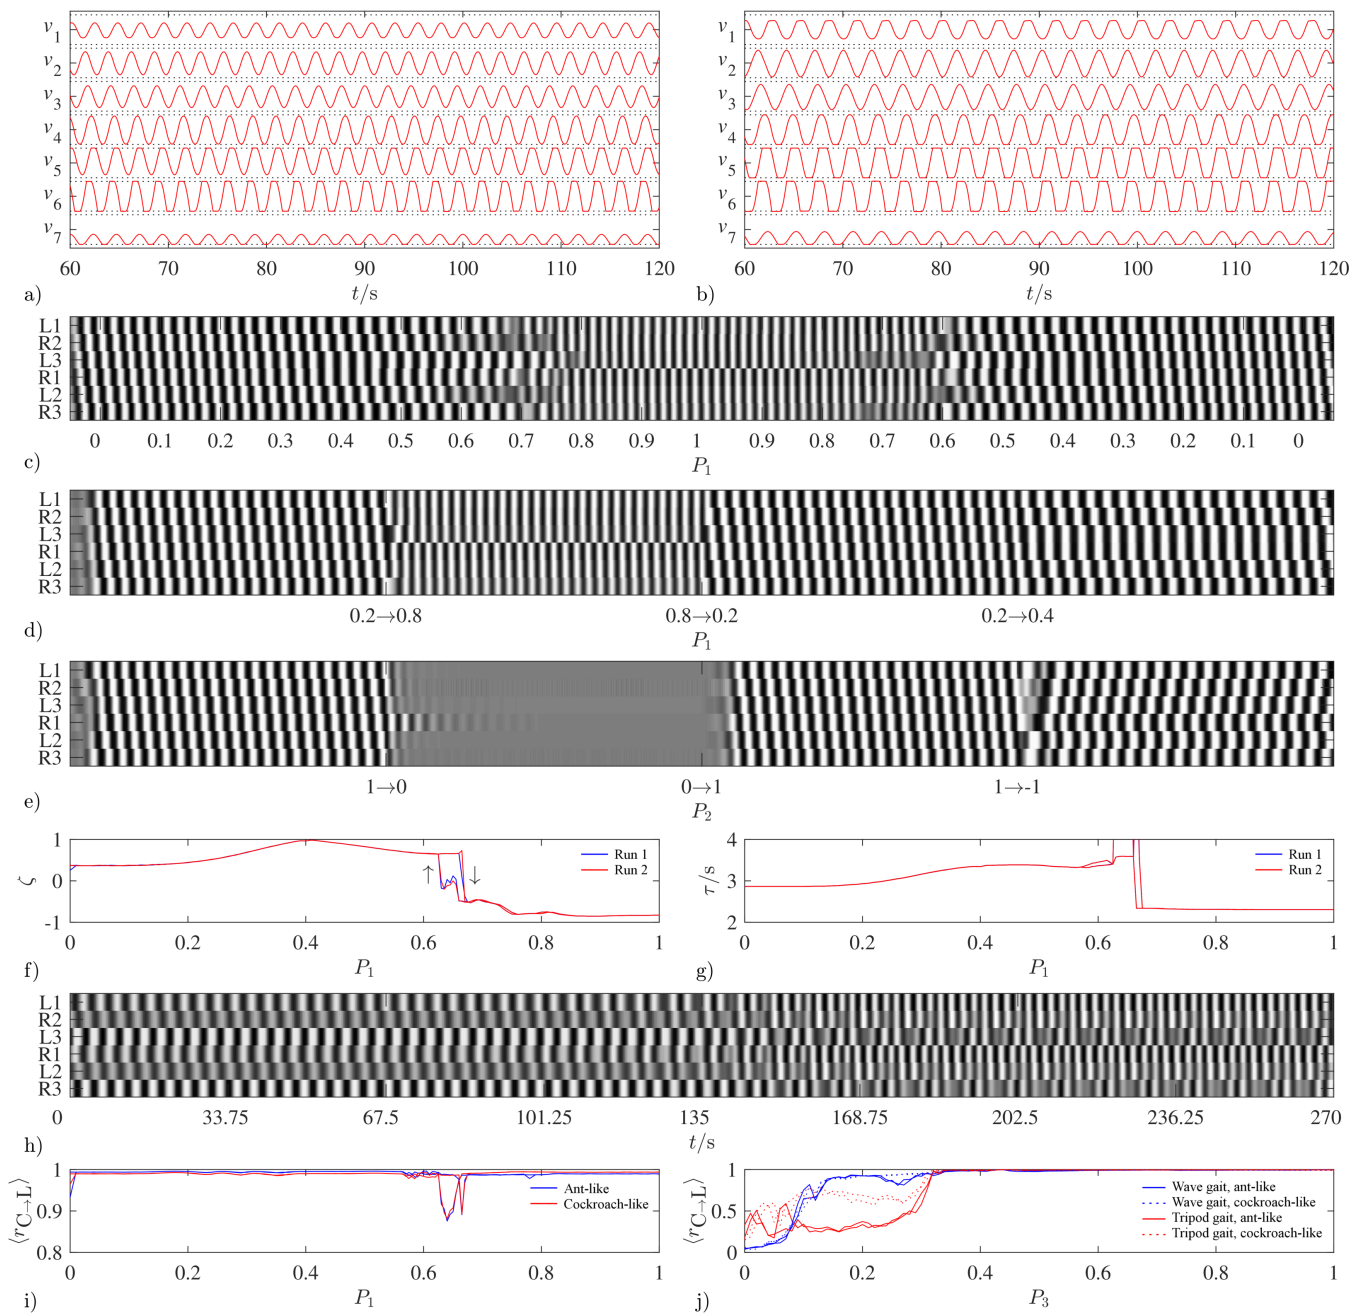 v1 v1
v2 v2
v3 v3
v4 v4
v5 v5
v6 v6
v7 v7
60 70 80 90 100 110 120 60 70 80 90 100 110 120
a) t/s b) t/s
L1
R2
L3
R1
L2
R3
0 0.1 0.2 0.3 0.4 0.5 0.6 0.7 0.8 0.9 1 0.9 0.8 0.7 0.6 0.5 0.4 0.3 0.2 0.1 0
c) P1
L1
R2
L3
R1
L2
R3
0.2→0.8 0.8→0.2 0.2→0.4
d) P1
L1
R2
L3
R1
L2
R3
1→0 0→1 1→-1
e) P2
1 4
Run 1 Run 1
Run 2 Run 2
ζ 0 ↑ ↓ τ/s 3
-1 2
0 0.2 0.4 0.6 0.8 1 0 0.2 0.4 0.6 0.8 1
f) P1 g) P1
L1
R2
L3
R1
L2
R3
0 33.75 67.5 101.25 135 168.75 202.5 236.25 270
h) t/s
1 1
Ant-like Wave gait, ant-like
Cockroach-like Wave gait, cockroach-like
⟨rC→L⟩ 0.9 ⟨rC→L⟩ 0.5 Tripod gait, ant-like
Tripod gait, cockroach-like
0.8 0
0 0.2 0.4 0.6 0.8 1 0 0.2 0.4 0.6 0.8 1
i) P1 j) P3